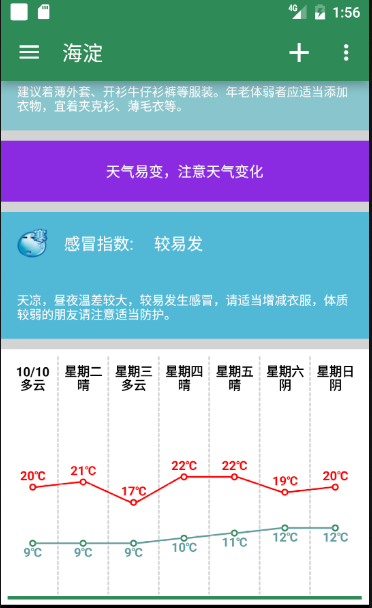 4G 1:56
海淀
建议着薄外套、开衫牛仔衫裤等服装。年老体弱者应适当添加
衣物，宜着夹克衫、薄毛衣等。
天气易变，注意天气变化
感冒指数: 较易发
天凉，昼夜温差较大，较易发生感冒，请适当增减衣服，体质
较弱的朋友请注意适当防护。
10/10 星期二 星期三 星期四 星期五 星期六 星期日
多云 晴 多云 晴 晴 阴 阴
20℃ 21℃ 17℃ 22℃ 22℃ 19℃ 20℃
9℃ 9℃ 9℃ 10℃ 11℃ 12℃ 12℃